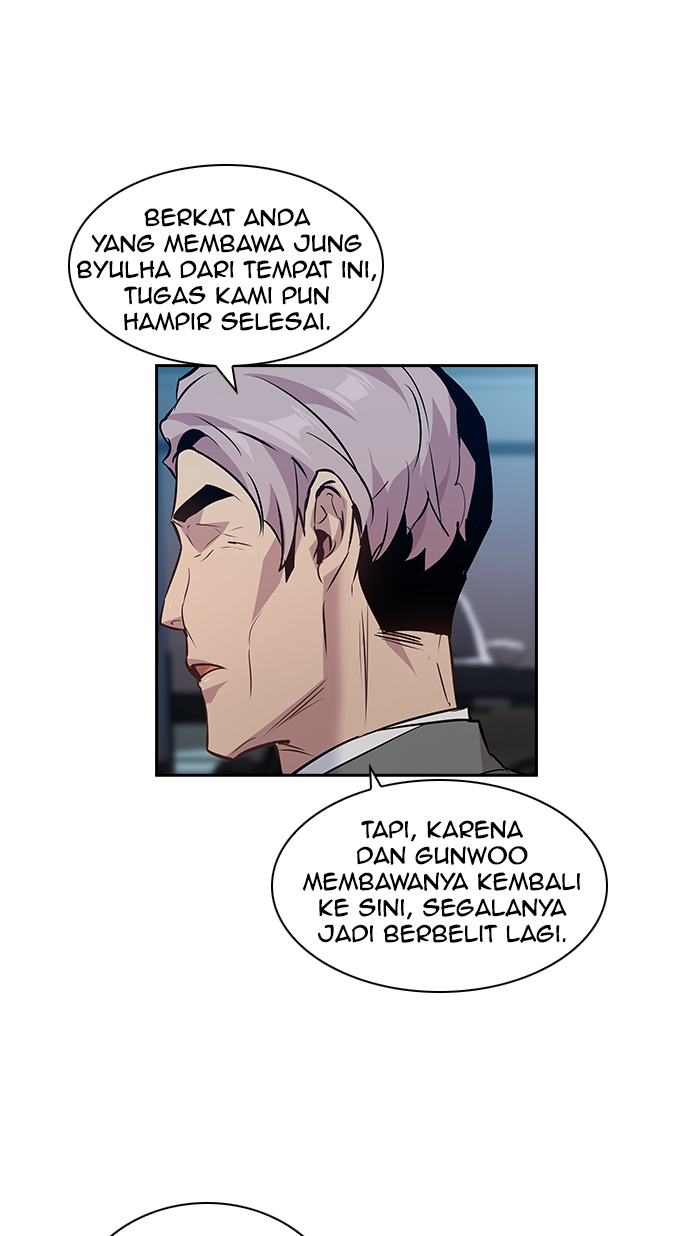 BERKAT ANDA
YANG MEMBAWA JUNG
BYULHA DARI TEMPAT INI,
TUGAS KAMI PUN
HAMPIR SELESAI.
TAPI, KARENA
DAN GUNWOO
MEMBAWANYA KEMBALI
KE SINI, SEGALANYA
JADI BERBELIT LAGI.